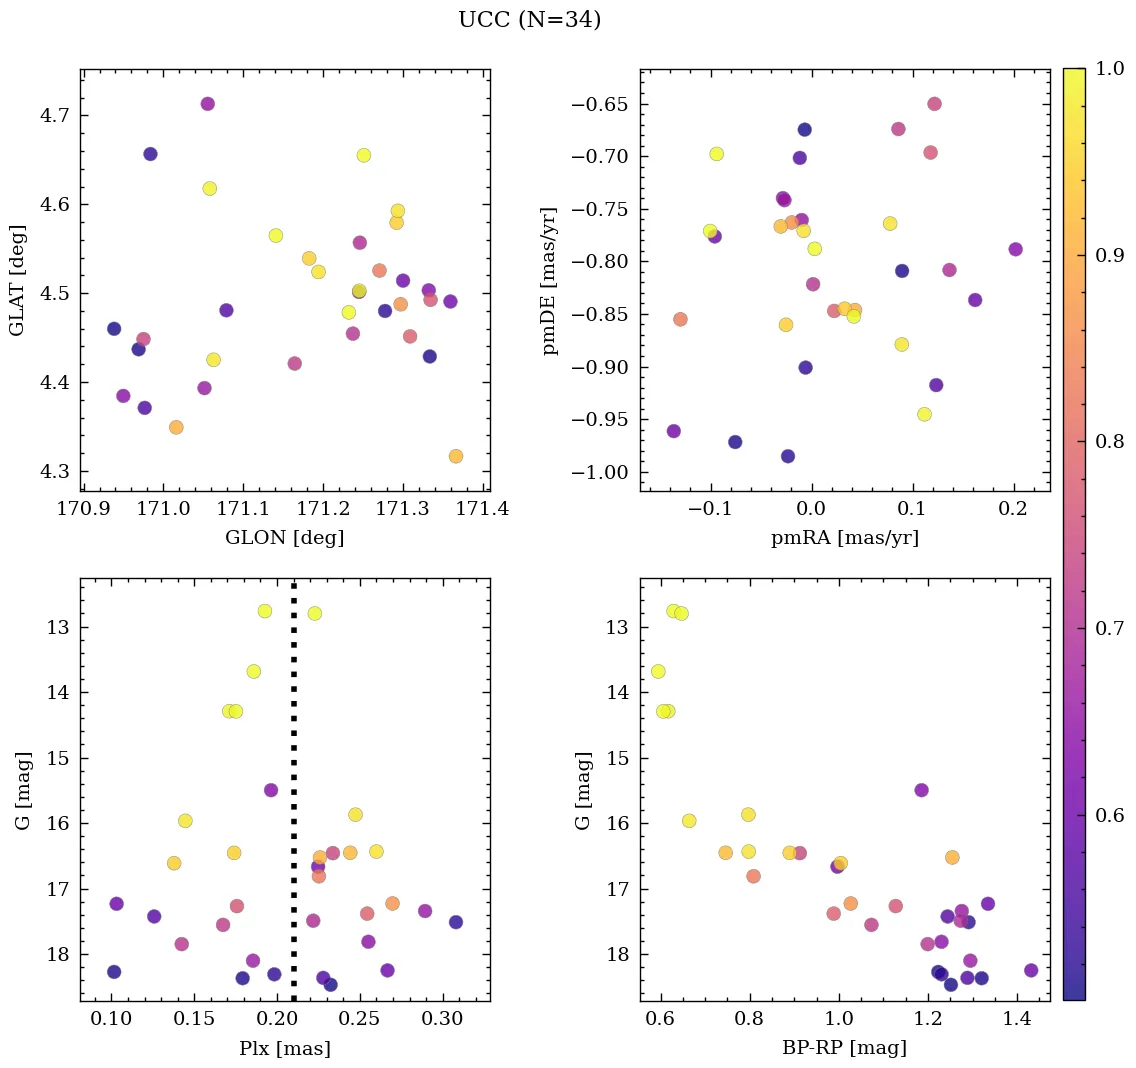 UCC (N=34)
4.7
4.6
4.5
4.4
4.3
GLAT [deg]
170.9 171.0 171.1 171.2 171.3 171.4
GLON [deg]
−0.65
−0.70
−0.75
−0.80
−0.85
−0.90
−0.95
−1.00
pmDE [mas/yr]
−0.1 0.0 0.1 0.2
pmRA [mas/yr]
1.0
0.9
0.8
0.7
0.6
13
14
15
16
17
18
G [mag]
0.10 0.15 0.20 0.25 0.30
Plx [mas]
13
14
15
16
17
18
G [mag]
0.6 0.8 1.0 1.2 1.4
BP-RP [mag]